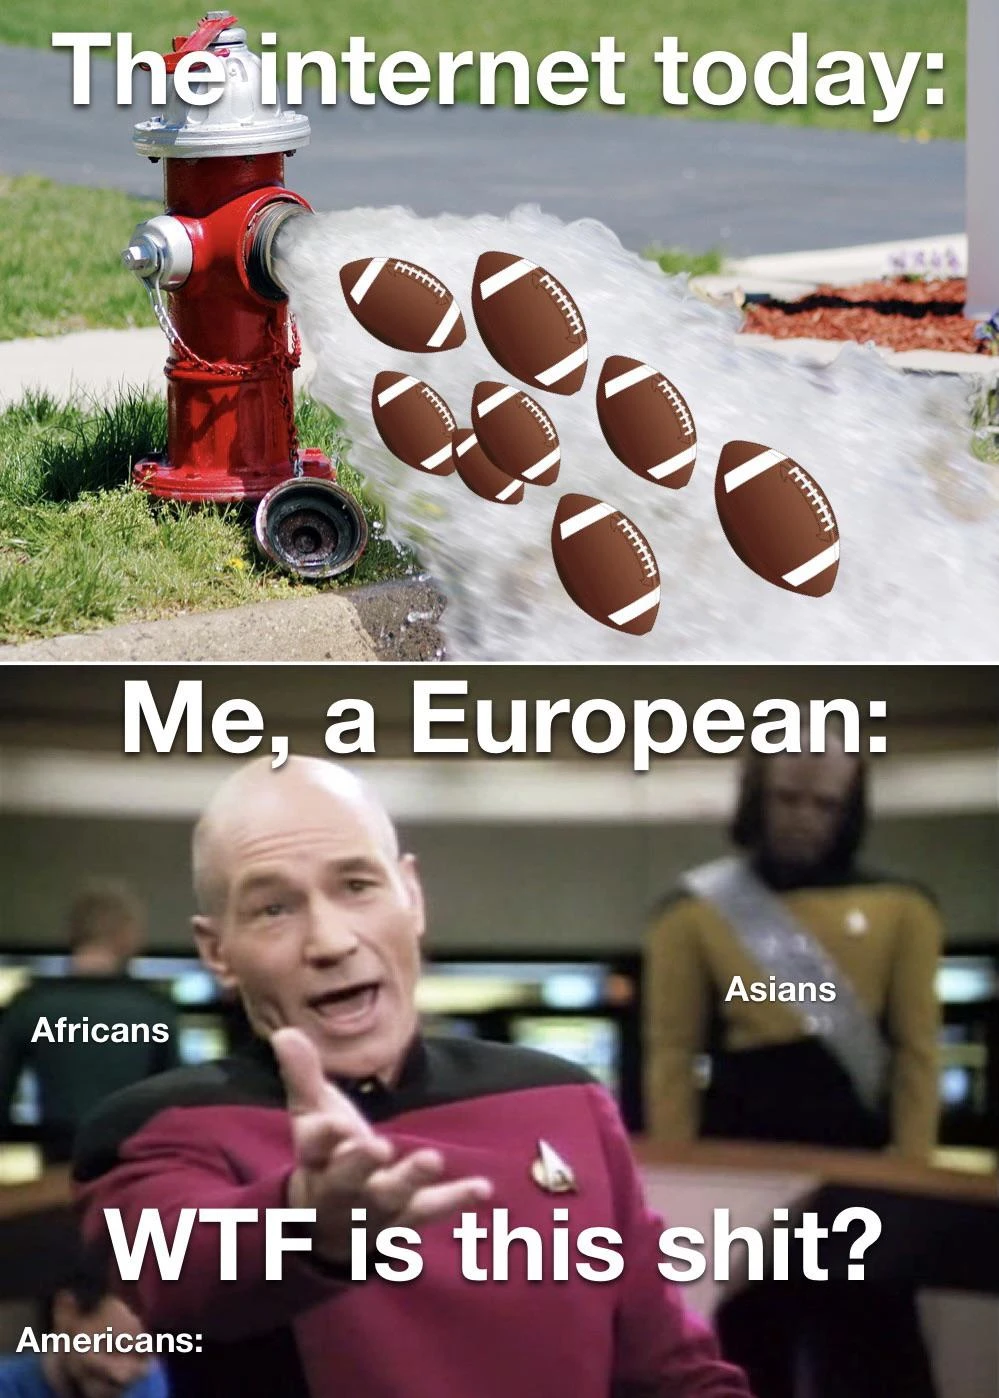 The internet today:
Me, a European:
Asians
Africans
WTF is this shit?
Americans: